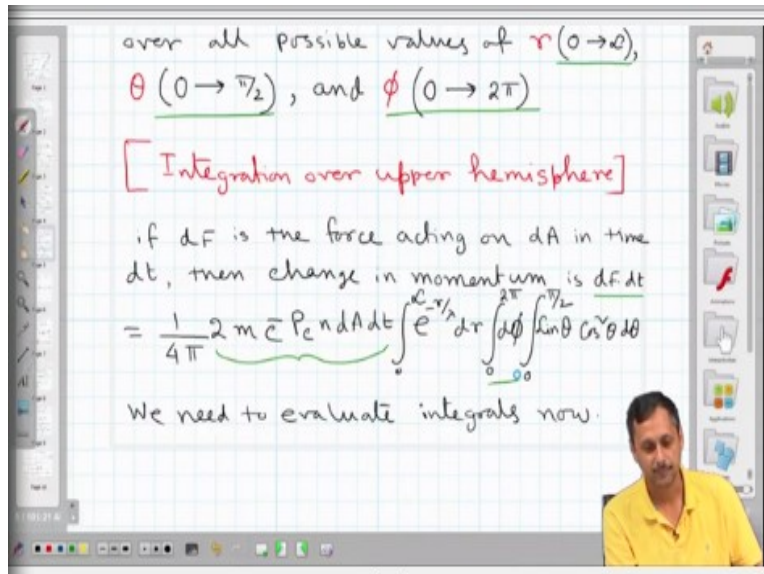 over all possible values of r (0 → ∝),
θ (0 → π/2), and ϕ (0 → 2π)
[Integration over upper hemisphere]
if dF is the force acting on dA in time
dt, then change in momentum is dF dt
= 1/4π 2 m c̄ P_c n dA dt ∫₀^∝ e^(-r/λ) dr ∫₀^2π dϕ ∫₀^π/2 Sinθ Cos²θ dθ
We need to evaluate integrals now.